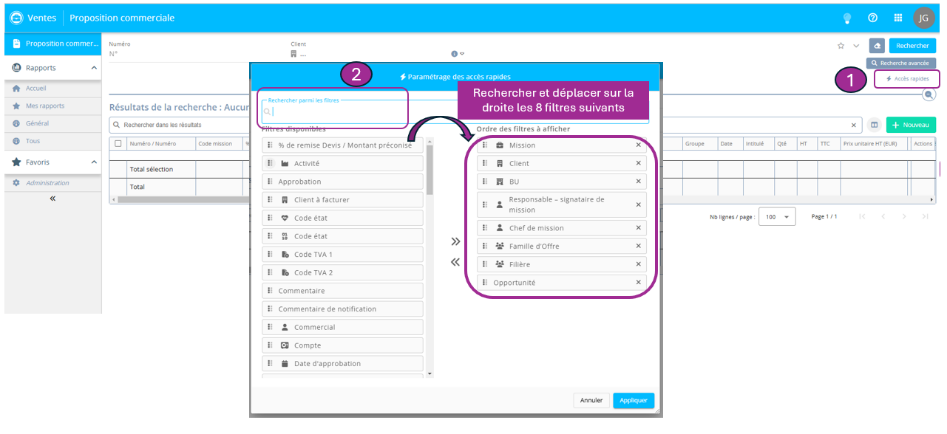 Ventes Proposition commerciale JG
Proposition commer...
Rapports
Accueil
Mes rapports
Général
Tous
Favoris
Administration
Numéro
N°
Client
...
Rechercher
Recherche avancée
1
Accès rapides
Résultats de la recherche : Aucur
Rechercher dans les résultats
Nouveau
Numéro / Numéro Code mission Groupe Date Intitulé Qté HT TTC Prix unitaire HT (EUR) Actions
Total sélection
Total
Nb lignes / page : 100 Page 1 / 1
2
Paramétrage des accès rapides
Rechercher parmi les filtres
Rechercher et déplacer sur la
droite les 8 filtres suivants
Filtres disponibles
% de remise Devis / Montant préconisé
Activité
Approbation
Client à facturer
Code état
Code état
Code TVA 1
Code TVA 2
Commentaire
Commentaire de notification
Commercial
Compte
Date d'approbation
Ordre des filtres à afficher
Mission
Client
BU
Responsable – signataire de
mission
Chef de mission
Famille d'Offre
Filière
Opportunité
Annuler Appliquer